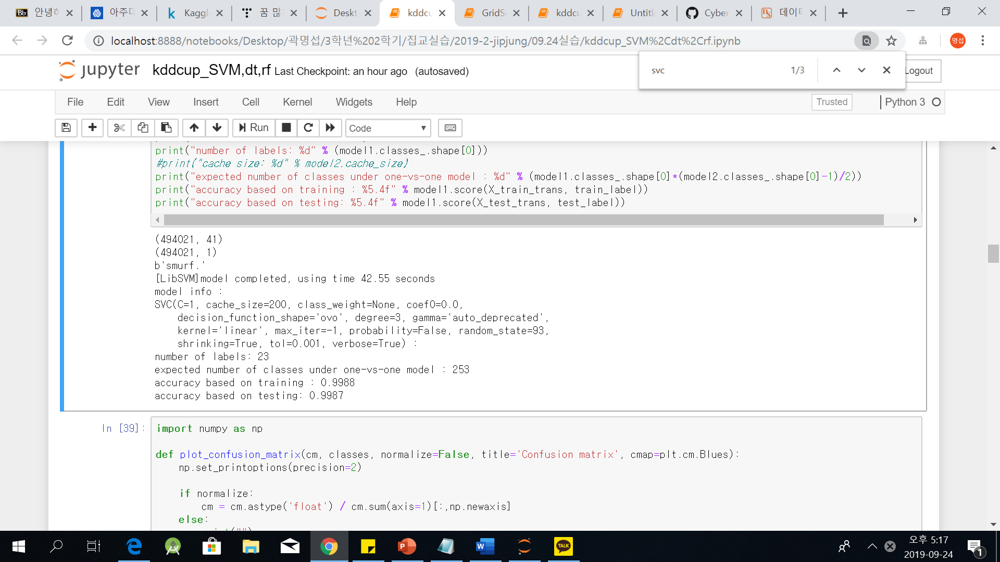 안녕히
아주대
Kaggle
꿈 많은
Deskt
kddcu
GridSe
kddcu
Untitle
Cyber
데이터
localhost:8888/notebooks/Desktop/곽명섭/3학년%202학기/집교실습/2019-2-jipjung/09.24실습/kddcup_SVM%2Cdt%2Crf.ipynb
명섭
svc
1/3
jupyter
kddcup_SVM,dt,rf Last Checkpoint: an hour ago (autosaved)
Logout
File Edit View Insert Cell Kernel Widgets Help
Trusted
Python 3
Run
Code
print("number of labels: %d" % (model1.classes_.shape[0]))
#print("cache size: %d" % model2.cache_size)
print("expected number of classes under one-vs-one model : %d" % (model1.classes_.shape[0]*(model2.classes_.shape[0]-1)/2))
print("accuracy based on training : %5.4f" % model1.score(X_train_trans, train_label))
print("accuracy based on testing: %5.4f" % model1.score(X_test_trans, test_label))
(494021, 41)
(494021, 1)
b'smurf.'
[LibSVM]model completed, using time 42.55 seconds
model info :
SVC(C=1, cache_size=200, class_weight=None, coef0=0.0,
decision_function_shape='ovo', degree=3, gamma='auto_deprecated',
kernel='linear', max_iter=-1, probability=False, random_state=93,
shrinking=True, tol=0.001, verbose=True) :
number of labels: 23
expected number of classes under one-vs-one model : 253
accuracy based on training : 0.9988
accuracy based on testing: 0.9987
In [39]:
import numpy as np
def plot_confusion_matrix(cm, classes, normalize=False, title='Confusion matrix', cmap=plt.cm.Blues):
np.set_printoptions(precision=2)
if normalize:
cm = cm.astype('float') / cm.sum(axis=1)[:,np.newaxis]
else:
TALK
오후 5:17
2019-09-24
1